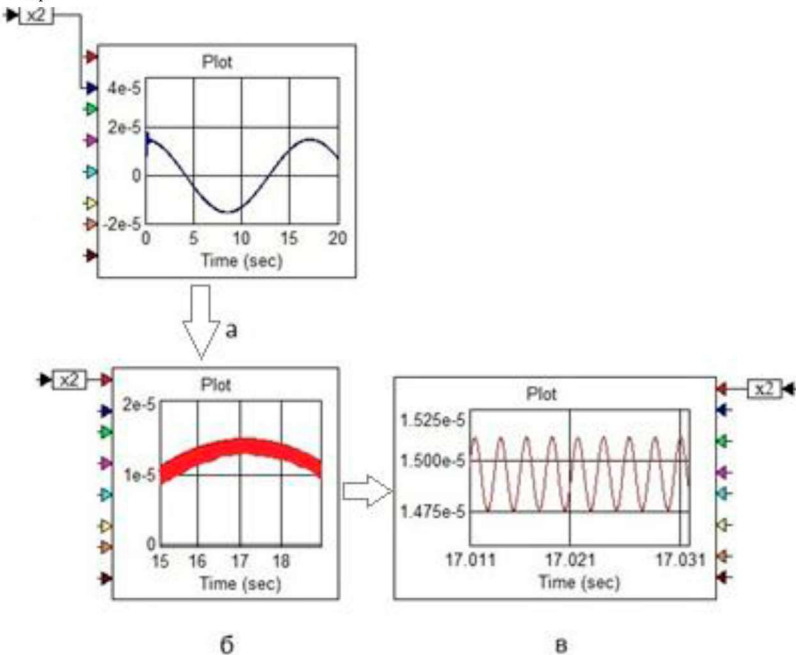 x2
Plot
4e-5
2e-5
0
-2e-5
0 5 10 15 20
Time (sec)
а
x2
Plot
2e-5
1e-5
0
15 16 17 18
Time (sec)
x2
Plot
1.525e-5
1.500e-5
1.475e-5
17.011 17.021 17.031
Time (sec)
б в